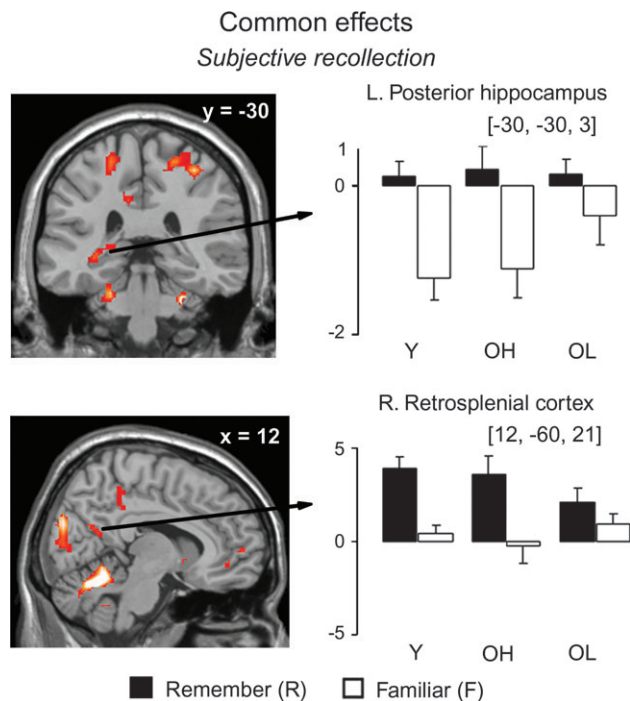 Common effects
Subjective recollection
y = -30
L. Posterior hippocampus
[-30, -30, 3]
1
0
-2
Y OH OL
x = 12
R. Retrosplenial cortex
[12, -60, 21]
5
0
-5
Y OH OL
Remember (R) Familiar (F)